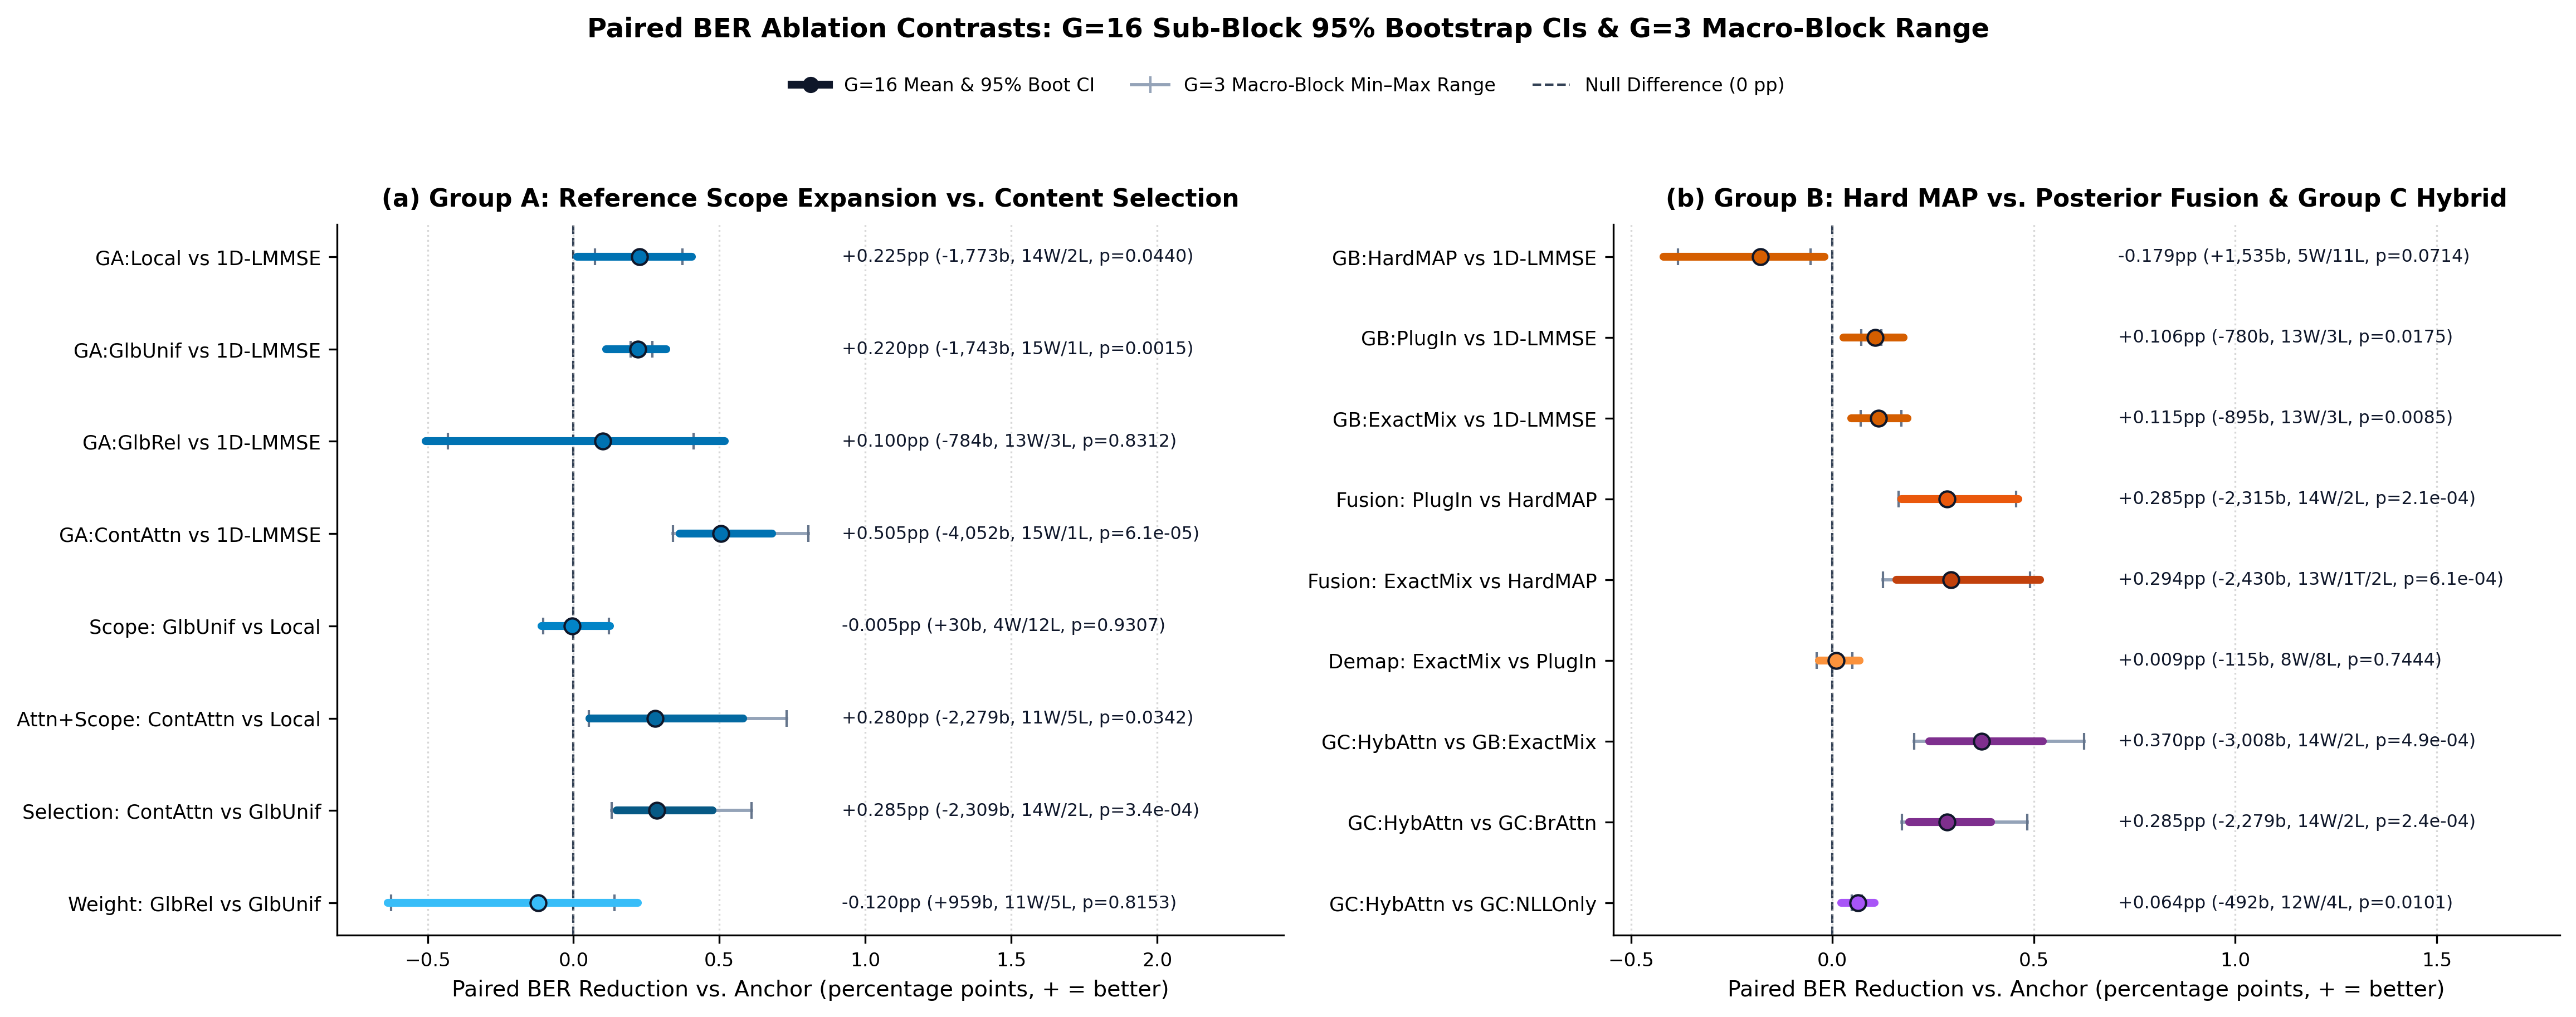 Paired BER Ablation Contrasts: G=16 Sub-Block 95% Bootstrap CIs & G=3 Macro-Block Range
G=16 Mean & 95% Boot CI
G=3 Macro-Block Min–Max Range
Null Difference (0 pp)
(a) Group A: Reference Scope Expansion vs. Content Selection
GA:Local vs 1D-LMMSE
+0.225pp (-1,773b, 14W/2L, p=0.0440)
GA:GlbUnif vs 1D-LMMSE
+0.220pp (-1,743b, 15W/1L, p=0.0015)
GA:GlbRel vs 1D-LMMSE
+0.100pp (-784b, 13W/3L, p=0.8312)
GA:ContAttn vs 1D-LMMSE
+0.505pp (-4,052b, 15W/1L, p=6.1e-05)
Scope: GlbUnif vs Local
-0.005pp (+30b, 4W/12L, p=0.9307)
Attn+Scope: ContAttn vs Local
+0.280pp (-2,279b, 11W/5L, p=0.0342)
Selection: ContAttn vs GlbUnif
+0.285pp (-2,309b, 14W/2L, p=3.4e-04)
Weight: GlbRel vs GlbUnif
-0.120pp (+959b, 11W/5L, p=0.8153)
−0.5 0.0 0.5 1.0 1.5 2.0
Paired BER Reduction vs. Anchor (percentage points, + = better)
(b) Group B: Hard MAP vs. Posterior Fusion & Group C Hybrid
GB:HardMAP vs 1D-LMMSE
-0.179pp (+1,535b, 5W/11L, p=0.0714)
GB:PlugIn vs 1D-LMMSE
+0.106pp (-780b, 13W/3L, p=0.0175)
GB:ExactMix vs 1D-LMMSE
+0.115pp (-895b, 13W/3L, p=0.0085)
Fusion: PlugIn vs HardMAP
+0.285pp (-2,315b, 14W/2L, p=2.1e-04)
Fusion: ExactMix vs HardMAP
+0.294pp (-2,430b, 13W/1T/2L, p=6.1e-04)
Demap: ExactMix vs PlugIn
+0.009pp (-115b, 8W/8L, p=0.7444)
GC:HybAttn vs GB:ExactMix
+0.370pp (-3,008b, 14W/2L, p=4.9e-04)
GC:HybAttn vs GC:BrAttn
+0.285pp (-2,279b, 14W/2L, p=2.4e-04)
GC:HybAttn vs GC:NLLOnly
+0.064pp (-492b, 12W/4L, p=0.0101)
−0.5 0.0 0.5 1.0 1.5
Paired BER Reduction vs. Anchor (percentage points, + = better)